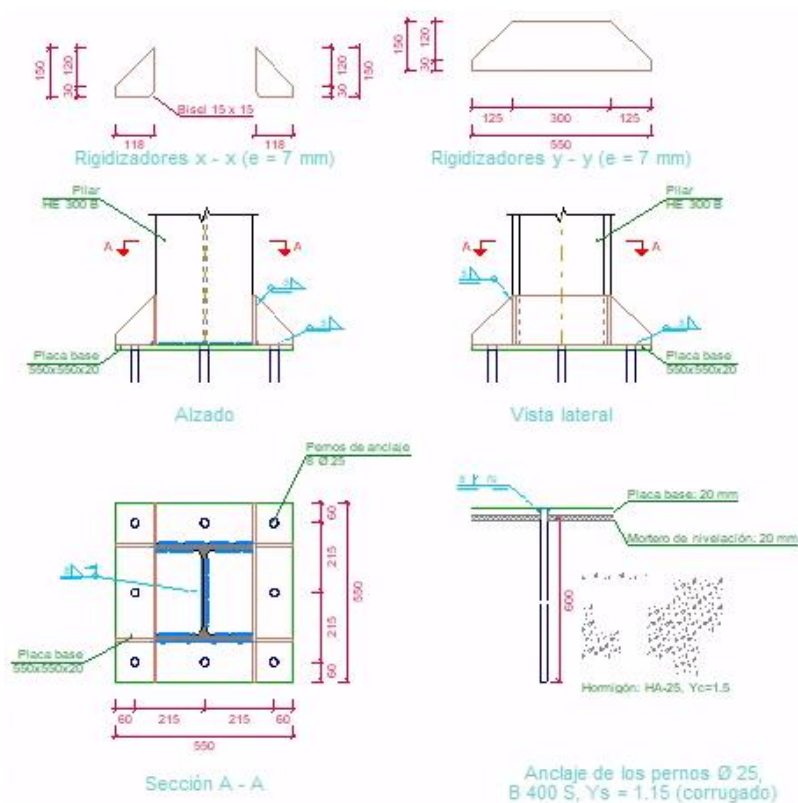 150
120
30
118
Bisel 15 x 15
118
30
120
150
Rigidizadores x - x (e = 7 mm)
150
120
30
125
300
125
550
Rigidizadores y - y (e = 7 mm)
Pilar
HE 300 B
A
A
Placa base
550x550x20
Alzado
Pilar
HE 300 B
A
A
Placa base
550x550x20
Vista lateral
Pernos de anclaje
8 Ø 25
60
215
215
60
550
Placa base
550x550x20
60
215
215
60
550
Sección A - A
Placa base: 20 mm
Mortero de nivelación: 20 mm
600
Hormigón: HA-25, Yc=1.5
Anclaje de los pernos Ø 25,
B 400 S, Ys = 1.15 (corrugado)